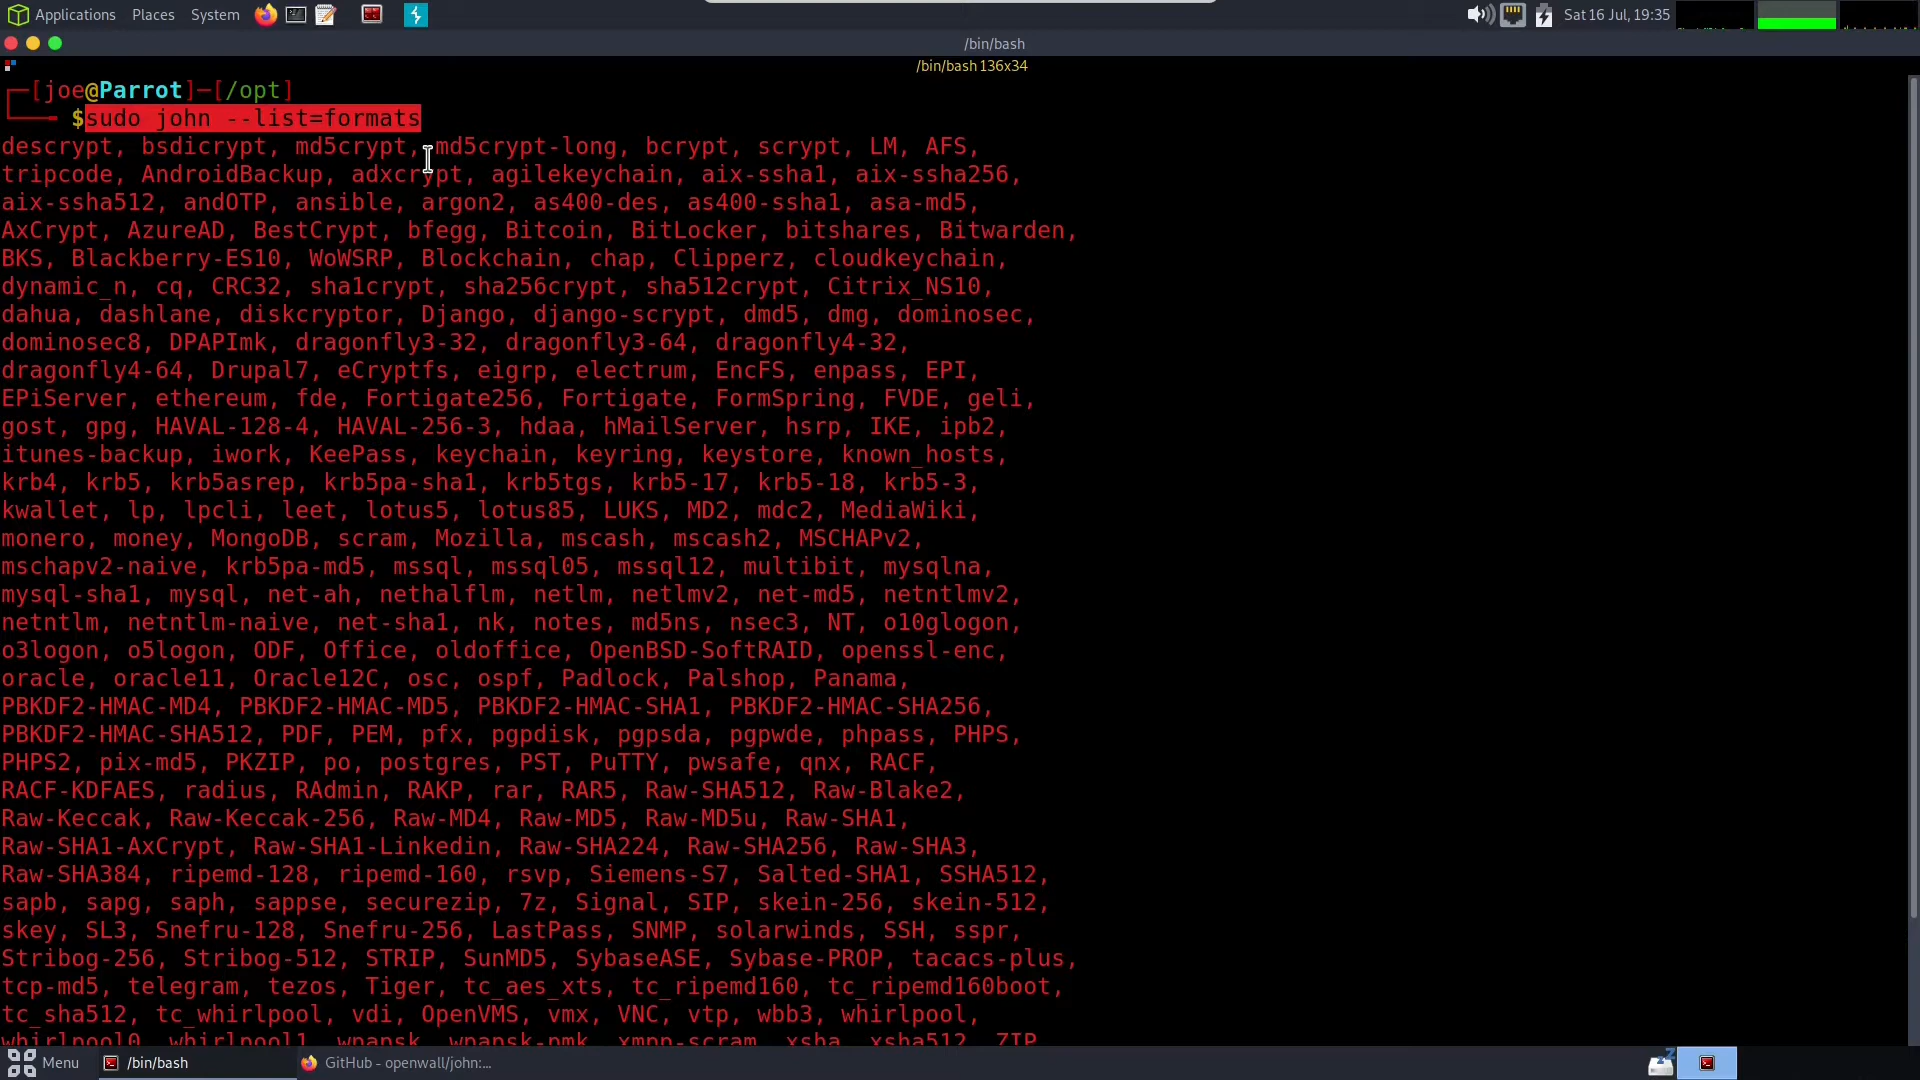 Applications Places System Sat 16 Jul, 19:35
/bin/bash
/bin/bash 136x34
[joe@Parrot]─[/opt]
$sudo john --list=formats
descrypt, bsdicrypt, md5crypt, md5crypt-long, bcrypt, scrypt, LM, AFS,
tripcode, AndroidBackup, adxcrypt, agilekeychain, aix-ssha1, aix-ssha256,
aix-ssha512, andOTP, ansible, argon2, as400-des, as400-ssha1, asa-md5,
AxCrypt, AzureAD, BestCrypt, bfegg, Bitcoin, BitLocker, bitshares, Bitwarden,
BKS, Blackberry-ES10, WoWSRP, Blockchain, chap, Clipperz, cloudkeychain,
dynamic_n, cq, CRC32, sha1crypt, sha256crypt, sha512crypt, Citrix_NS10,
dahua, dashlane, diskcryptor, Django, django-scrypt, dmd5, dmg, dominosec,
dominosec8, DPAPImk, dragonfly3-32, dragonfly3-64, dragonfly4-32,
dragonfly4-64, Drupal7, eCryptfs, eigrp, electrum, EncFS, enpass, EPI,
EPiServer, ethereum, fde, Fortigate256, Fortigate, FormSpring, FVDE, geli,
gost, gpg, HAVAL-128-4, HAVAL-256-3, hdaa, hMailServer, hsrp, IKE, ipb2,
itunes-backup, iwork, KeePass, keychain, keyring, keystore, known_hosts,
krb4, krb5, krb5asrep, krb5pa-sha1, krb5tgs, krb5-17, krb5-18, krb5-3,
kwallet, lp, lpcli, leet, lotus5, lotus85, LUKS, MD2, mdc2, MediaWiki,
monero, money, MongoDB, scram, Mozilla, mscash, mscash2, MSCHAPv2,
mschapv2-naive, krb5pa-md5, mssql, mssql05, mssql12, multibit, mysqlna,
mysql-sha1, mysql, net-ah, nethalflm, netlm, netlmv2, net-md5, netntlmv2,
netntlm, netntlm-naive, net-sha1, nk, notes, md5ns, nsec3, NT, o10glogon,
o3logon, o5logon, ODF, Office, oldoffice, OpenBSD-SoftRAID, openssl-enc,
oracle, oracle11, Oracle12C, osc, ospf, Padlock, Palshop, Panama,
PBKDF2-HMAC-MD4, PBKDF2-HMAC-MD5, PBKDF2-HMAC-SHA1, PBKDF2-HMAC-SHA256,
PBKDF2-HMAC-SHA512, PDF, PEM, pfx, pgpdisk, pgpsda, pgpwde, phpass, PHPS,
PHPS2, pix-md5, PKZIP, po, postgres, PST, PuTTY, pwsafe, qnx, RACF,
RACF-KDFAES, radius, RAdmin, RAKP, rar, RAR5, Raw-SHA512, Raw-Blake2,
Raw-Keccak, Raw-Keccak-256, Raw-MD4, Raw-MD5, Raw-MD5u, Raw-SHA1,
Raw-SHA1-AxCrypt, Raw-SHA1-Linkedin, Raw-SHA224, Raw-SHA256, Raw-SHA3,
Raw-SHA384, ripemd-128, ripemd-160, rsvp, Siemens-S7, Salted-SHA1, SSHA512,
sapb, sapg, saph, sappse, securezip, 7z, Signal, SIP, skein-256, skein-512,
skey, SL3, Snefru-128, Snefru-256, LastPass, SNMP, solarwinds, SSH, sspr,
Stribog-256, Stribog-512, STRIP, SunMD5, SybaseASE, Sybase-PROP, tacacs-plus,
tcp-md5, telegram, tezos, Tiger, tc_aes_xts, tc_ripemd160, tc_ripemd160boot,
tc_sha512, tc_whirlpool, vdi, OpenVMS, vmx, VNC, vtp, wbb3, whirlpool,
whirlpool0, whirlpool1, wpapsk, wpapsk-pmk, xmpp-scram, xsha, xsha512, ZIP,
Menu /bin/bash GitHub - openwall/john:...